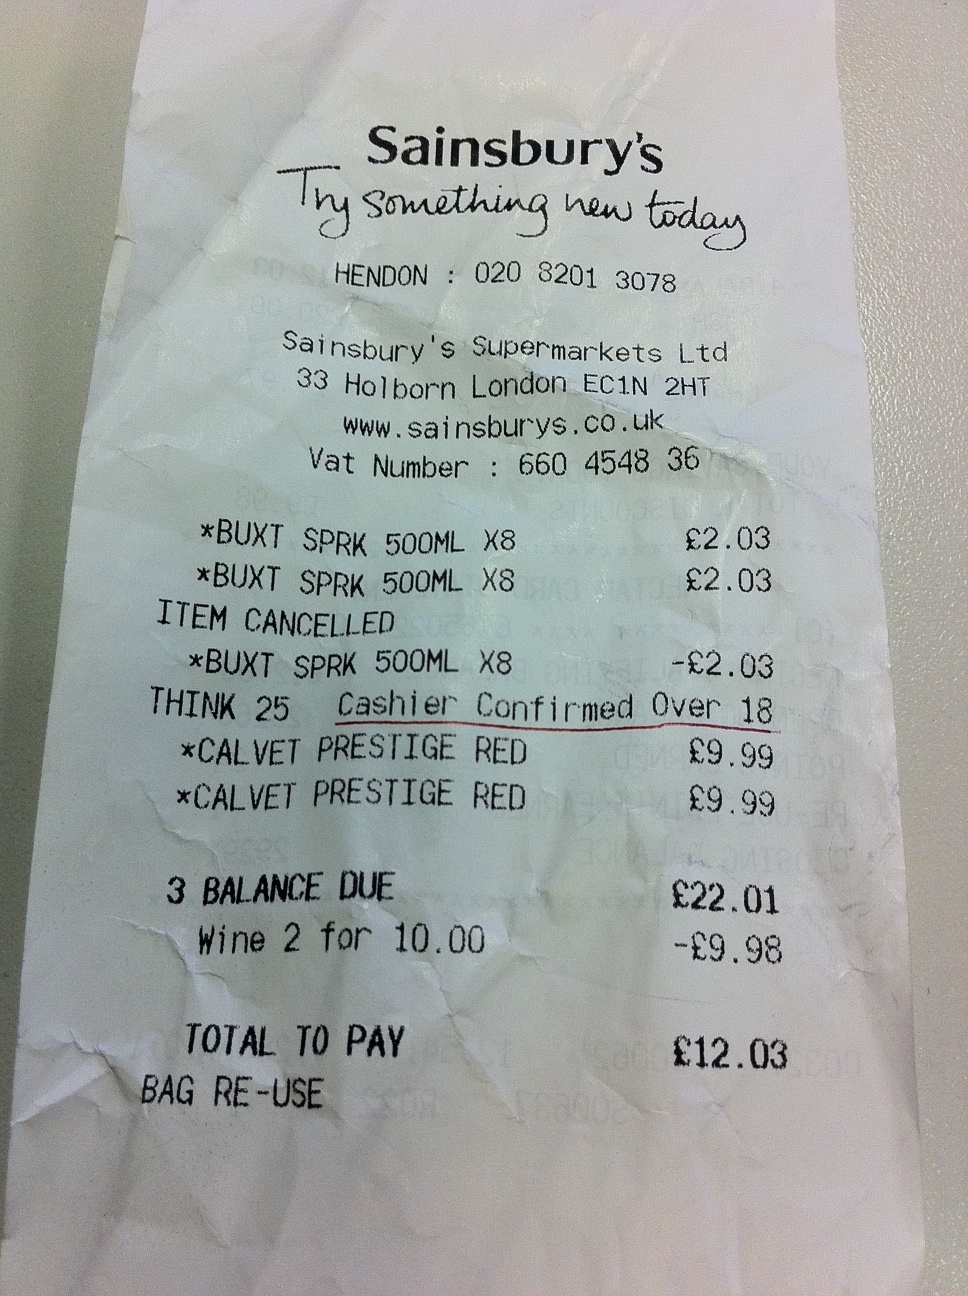 Sainsbury's
Try something new today
HENDON : 020 8201 3078
Sainsbury's Supermarkets Ltd
33 Holborn London EC1N 2HT
www.sainsburys.co.uk
Vat Number : 660 4548 36
*BUXT SPRK 500ML X8 £2.03
*BUXT SPRK 500ML X8 £2.03
ITEM CANCELLED
*BUXT SPRK 500ML X8 -£2.03
THINK 25 Cashier Confirmed Over 18
*CALVET PRESTIGE RED £9.99
*CALVET PRESTIGE RED £9.99
3 BALANCE DUE £22.01
Wine 2 for 10.00 -£9.98
TOTAL TO PAY £12.03
BAG RE-USE